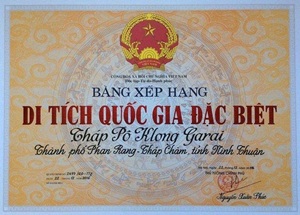 CỘNG HÒA XÃ HỘI CHỦ NGHĨA VIỆT NAM
Độc lập - Tự do - Hạnh phúc
BẰNG XẾP HẠNG
DI TÍCH QUỐC GIA ĐẶC BIỆT
Tháp Pô Klong Garai
Thành phố Phan Rang - Tháp Chàm, tỉnh Ninh Thuận
Nguyễn Xuân Phúc